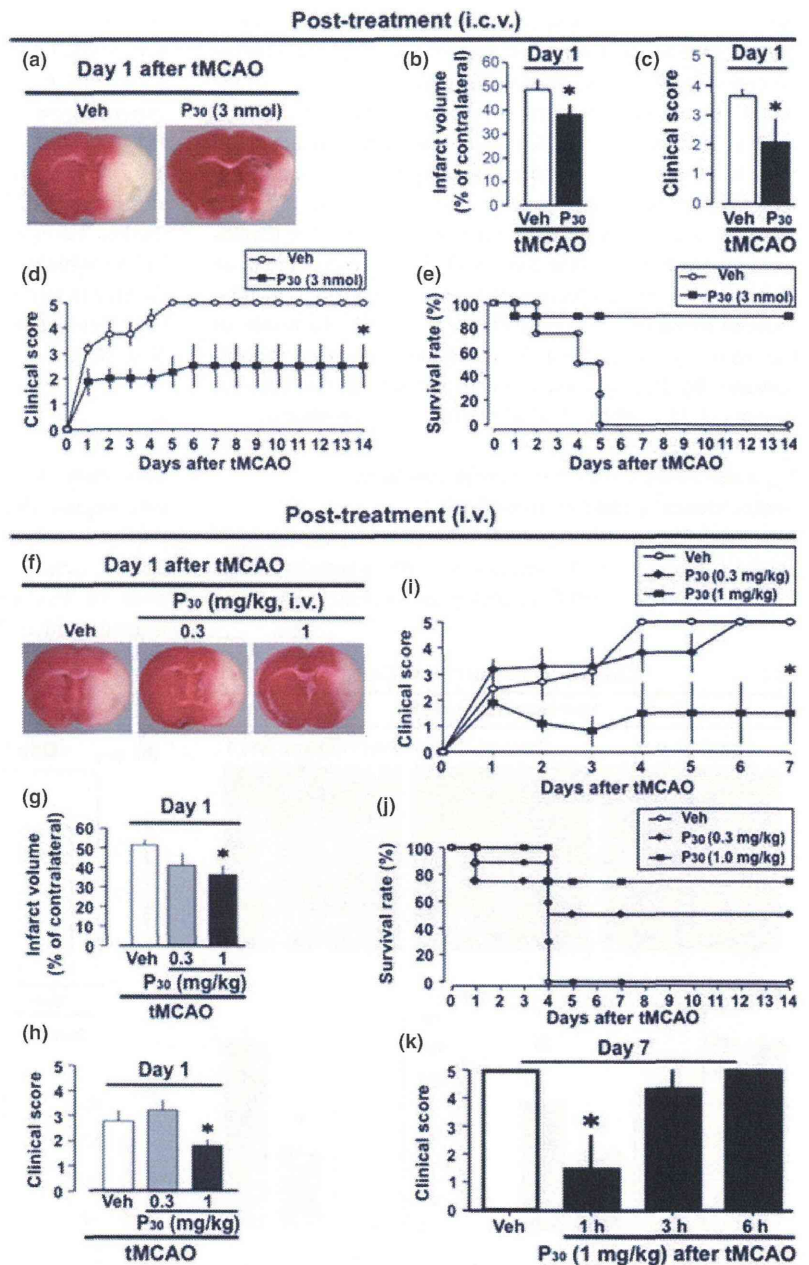 Post-treatment (i.c.v.)
(a)
Day 1 after tMCAO
Veh P30 (3 nmol)
(b)
Day 1
Infarct volume
(% of contralateral)
60
50
40
30
20
10
0
*
Veh P30
tMCAO
(c)
Day 1
Clinical score
5
4
3
2
1
0
*
Veh P30
tMCAO
(d)
Veh
P30 (3 nmol)
Clinical score
5
4
3
2
1
0
*
0 1 2 3 4 5 6 7 8 9 10 11 12 13 14
Days after tMCAO
(e)
Veh
P30 (3 nmol)
Survival rate (%)
100
80
60
40
20
0
0 1 2 3 4 5 6 7 8 9 10 11 12 13 14
Days after tMCAO
Post-treatment (i.v.)
(f)
Day 1 after tMCAO
P30 (mg/kg, i.v.)
Veh 0.3 1
(i)
Veh
P30 (0.3 mg/kg)
P30 (1 mg/kg)
Clinical score
5
4
3
2
1
0
*
0 1 2 3 4 5 6 7
Days after tMCAO
(g)
Day 1
Infarct volume
(% of contralateral)
60
50
40
30
20
10
0
*
Veh 0.3 1
P30 (mg/kg)
tMCAO
(j)
Veh
P30 (0.3 mg/kg)
P30 (1.0 mg/kg)
Survival rate (%)
100
80
60
40
20
0
0 1 2 3 4 5 6 7 8 9 10 11 12 13 14
Days after tMCAO
(h)
Day 1
Clinical score
5
4
3
2
1
0
*
Veh 0.3 1
P30 (mg/kg)
tMCAO
(k)
Day 7
Clinical score
5
4
3
2
1
0
*
Veh 1 h 3 h 6 h
P30 (1 mg/kg) after tMCAO